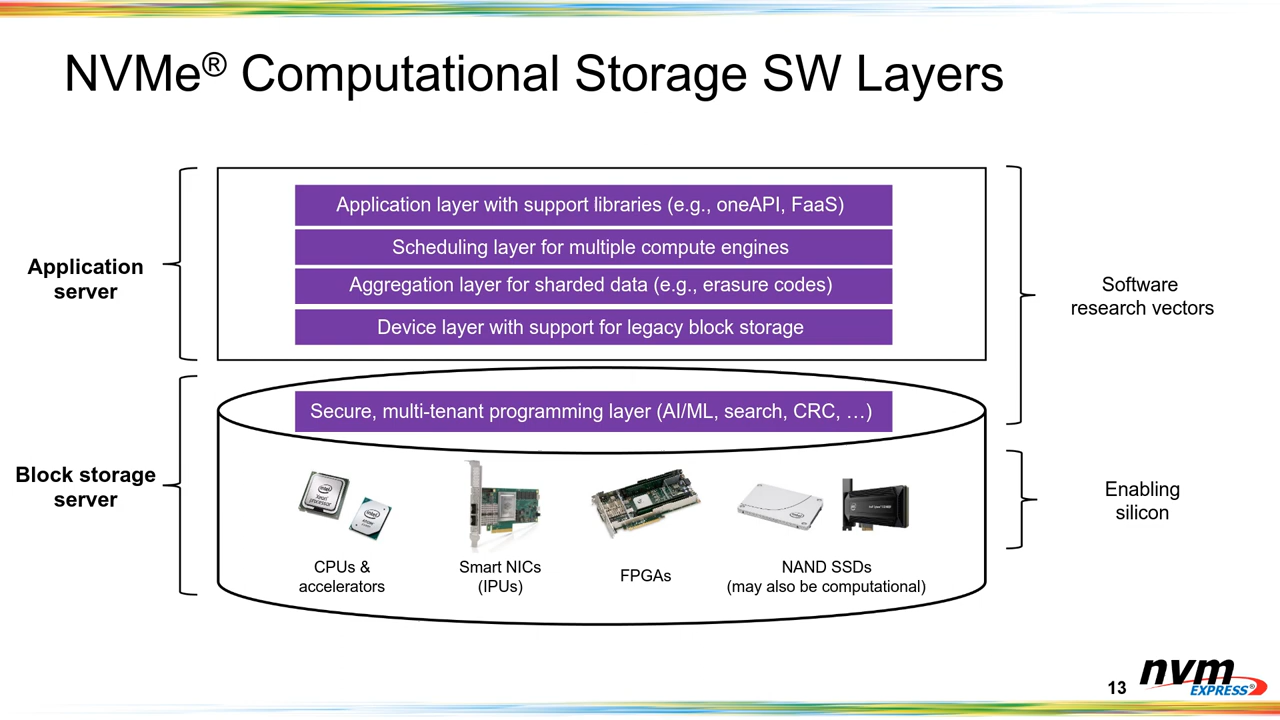 NVMe® Computational Storage SW Layers
Application
server
Application layer with support libraries (e.g., oneAPI, FaaS)
Scheduling layer for multiple compute engines
Aggregation layer for sharded data (e.g., erasure codes)
Device layer with support for legacy block storage
Software
research vectors
Secure, multi-tenant programming layer (AI/ML, search, CRC, …)
Block storage
server
Enabling
silicon
CPUs &
accelerators
Smart NICs
(IPUs)
FPGAs
NAND SSDs
(may also be computational)
13
nvm
EXPRESS®